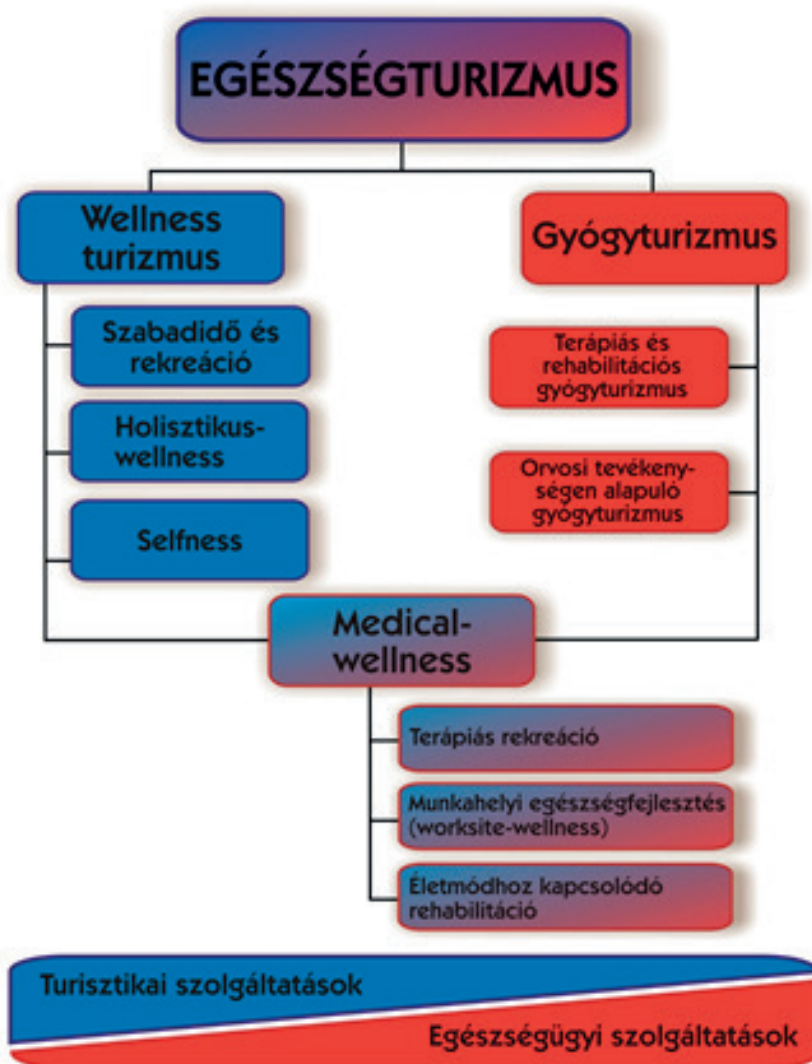 EGÉSZSÉGTURIZMUS
Wellness
turizmus
Szabadidő és
rekreáció
Holisztikus-
wellness
Selfness
Gyógyturizmus
Terápiás és
rehabilitációs
gyógyturizmus
Orvosi tevékeny-
ségen alapuló
gyógyturizmus
Medical-
wellness
Terápiás rekreáció
Munkahelyi egészségfejlesztés
(worksite-wellness)
Életmódhoz kapcsolódó
rehabilitáció
Turisztikai szolgáltatások
Egészségügyi szolgáltatások